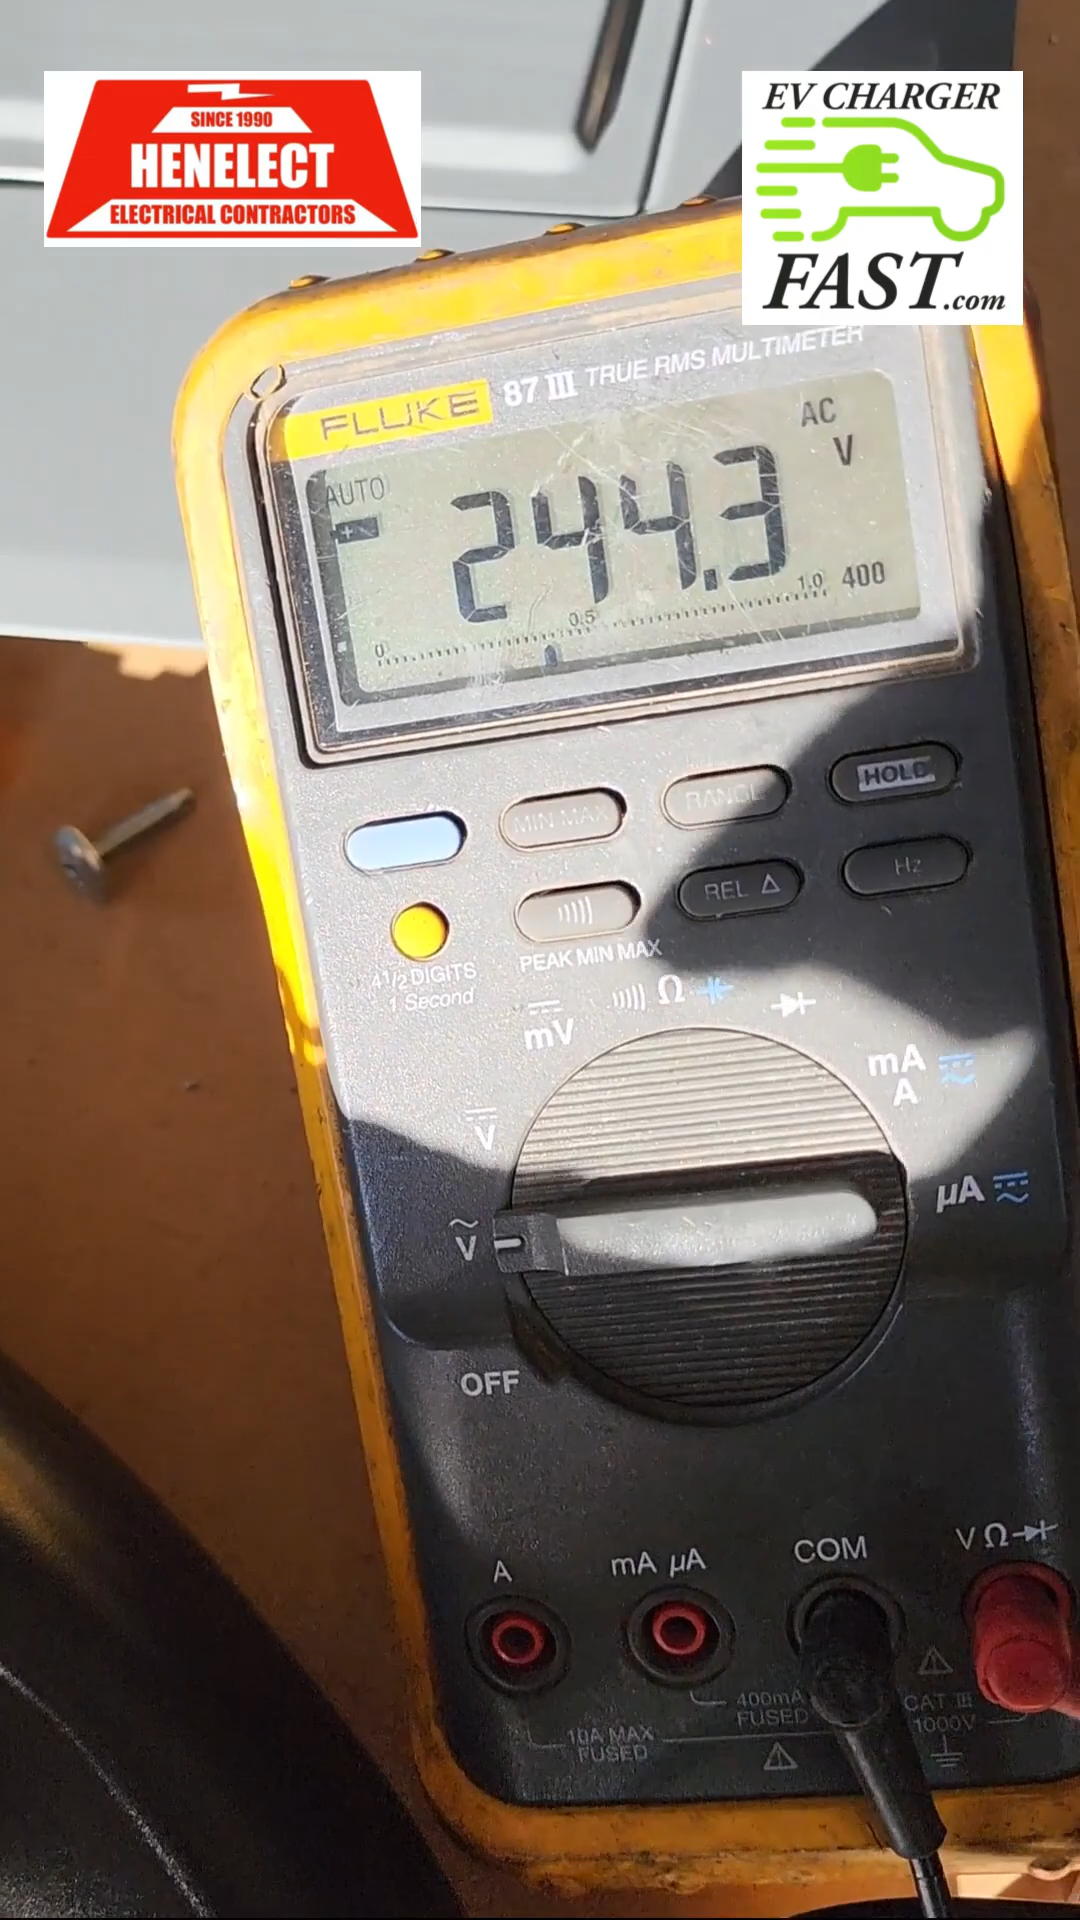 SINCE 1990
HENELECT
ELECTRICAL CONTRACTORS
EV CHARGER
FAST.com
FLUKE 87 III TRUE RMS MULTIMETER
AC
V
AUTO
244.3
0 0.5 1.0 400
MIN MAX RANGE HOLD
REL Δ Hz
PEAK MIN MAX
4 1/2 DIGITS
1 Second
mV Ω
mA
A
V
µA
V
OFF
A mA µA COM V Ω
400mA
FUSED
CAT III
1000V
10A MAX
FUSED